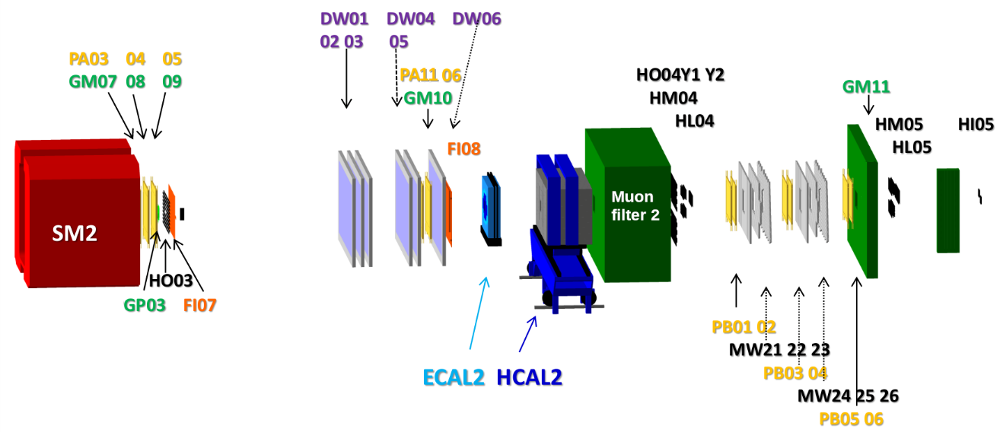 DW01 DW04 DW06
02 03 05
PA03 04 05
GM07 08 09
PA11 06
GM10
FI08
HO04Y1 Y2
HM04
HL04
GM11
HM05
HL05
HI05
SM2
Muon
filter 2
HO03
GP03 FI07
ECAL2 HCAL2
PB01 02
MW21 22 23
PB03 04
MW24 25 26
PB05 06